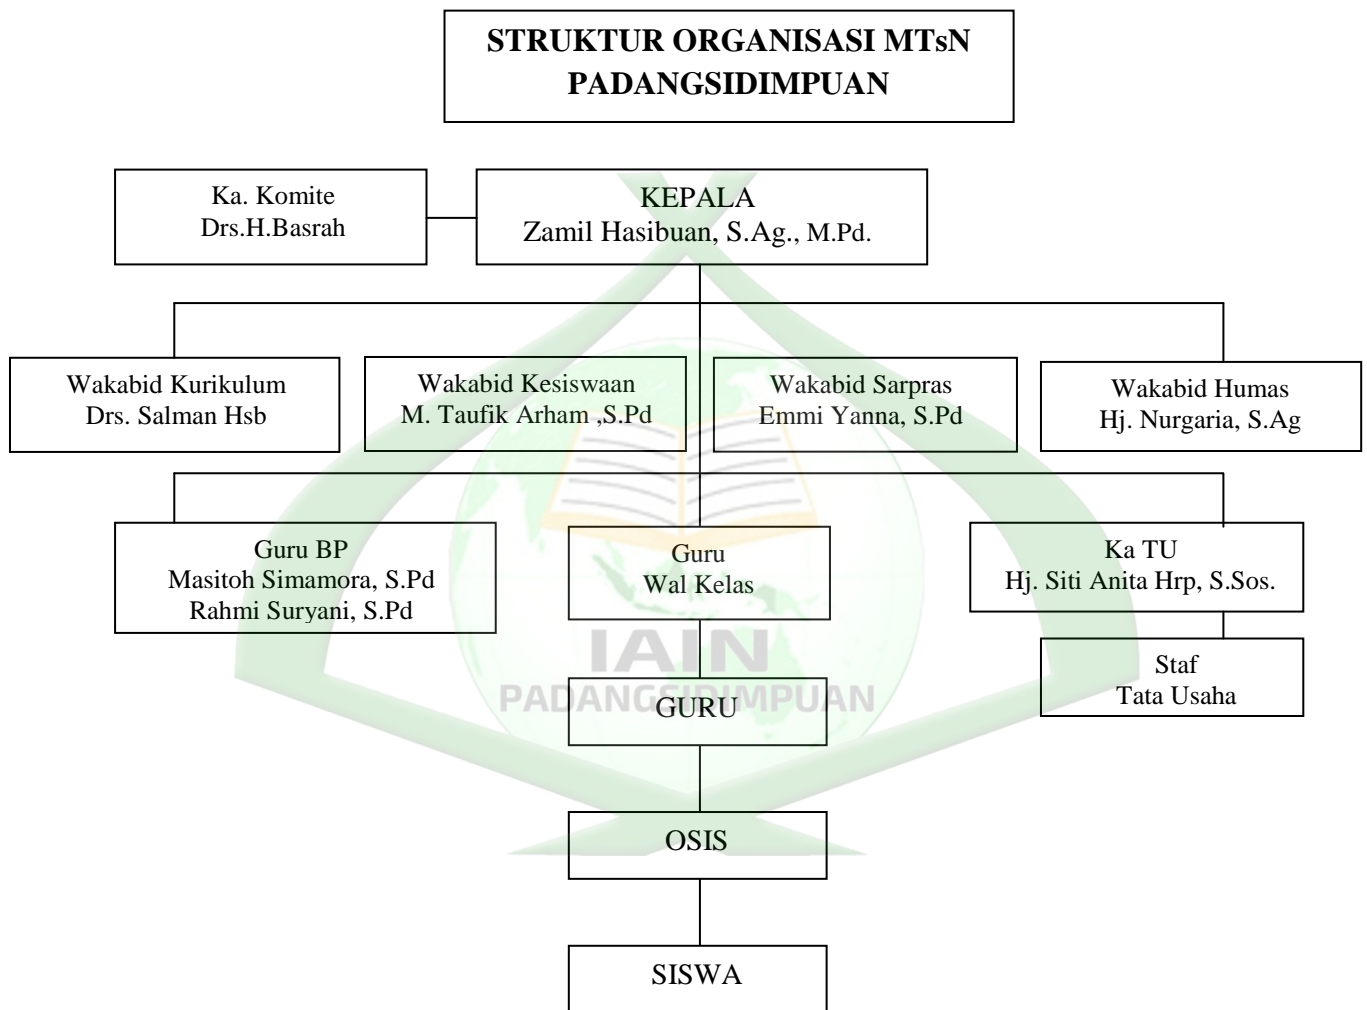 STRUKTUR ORGANISASI MTsN
PADANGSIDIMPUAN
Ka. Komite
Drs.H.Basrah
KEPALA
Zamil Hasibuan, S.Ag., M.Pd.
Wakabid Kurikulum
Drs. Salman Hsb
Wakabid Kesiswaan
M. Taufik Arham ,S.Pd
Wakabid Sarpras
Emmi Yanna, S.Pd
Wakabid Humas
Hj. Nurgaria, S.Ag
Guru BP
Masitoh Simamora, S.Pd
Rahmi Suryani, S.Pd
Guru
Wal Kelas
Ka TU
Hj. Siti Anita Hrp, S.Sos.
Staf
Tata Usaha
IAIN
PADANGSIDIMPUAN
GURU
OSIS
SISWA